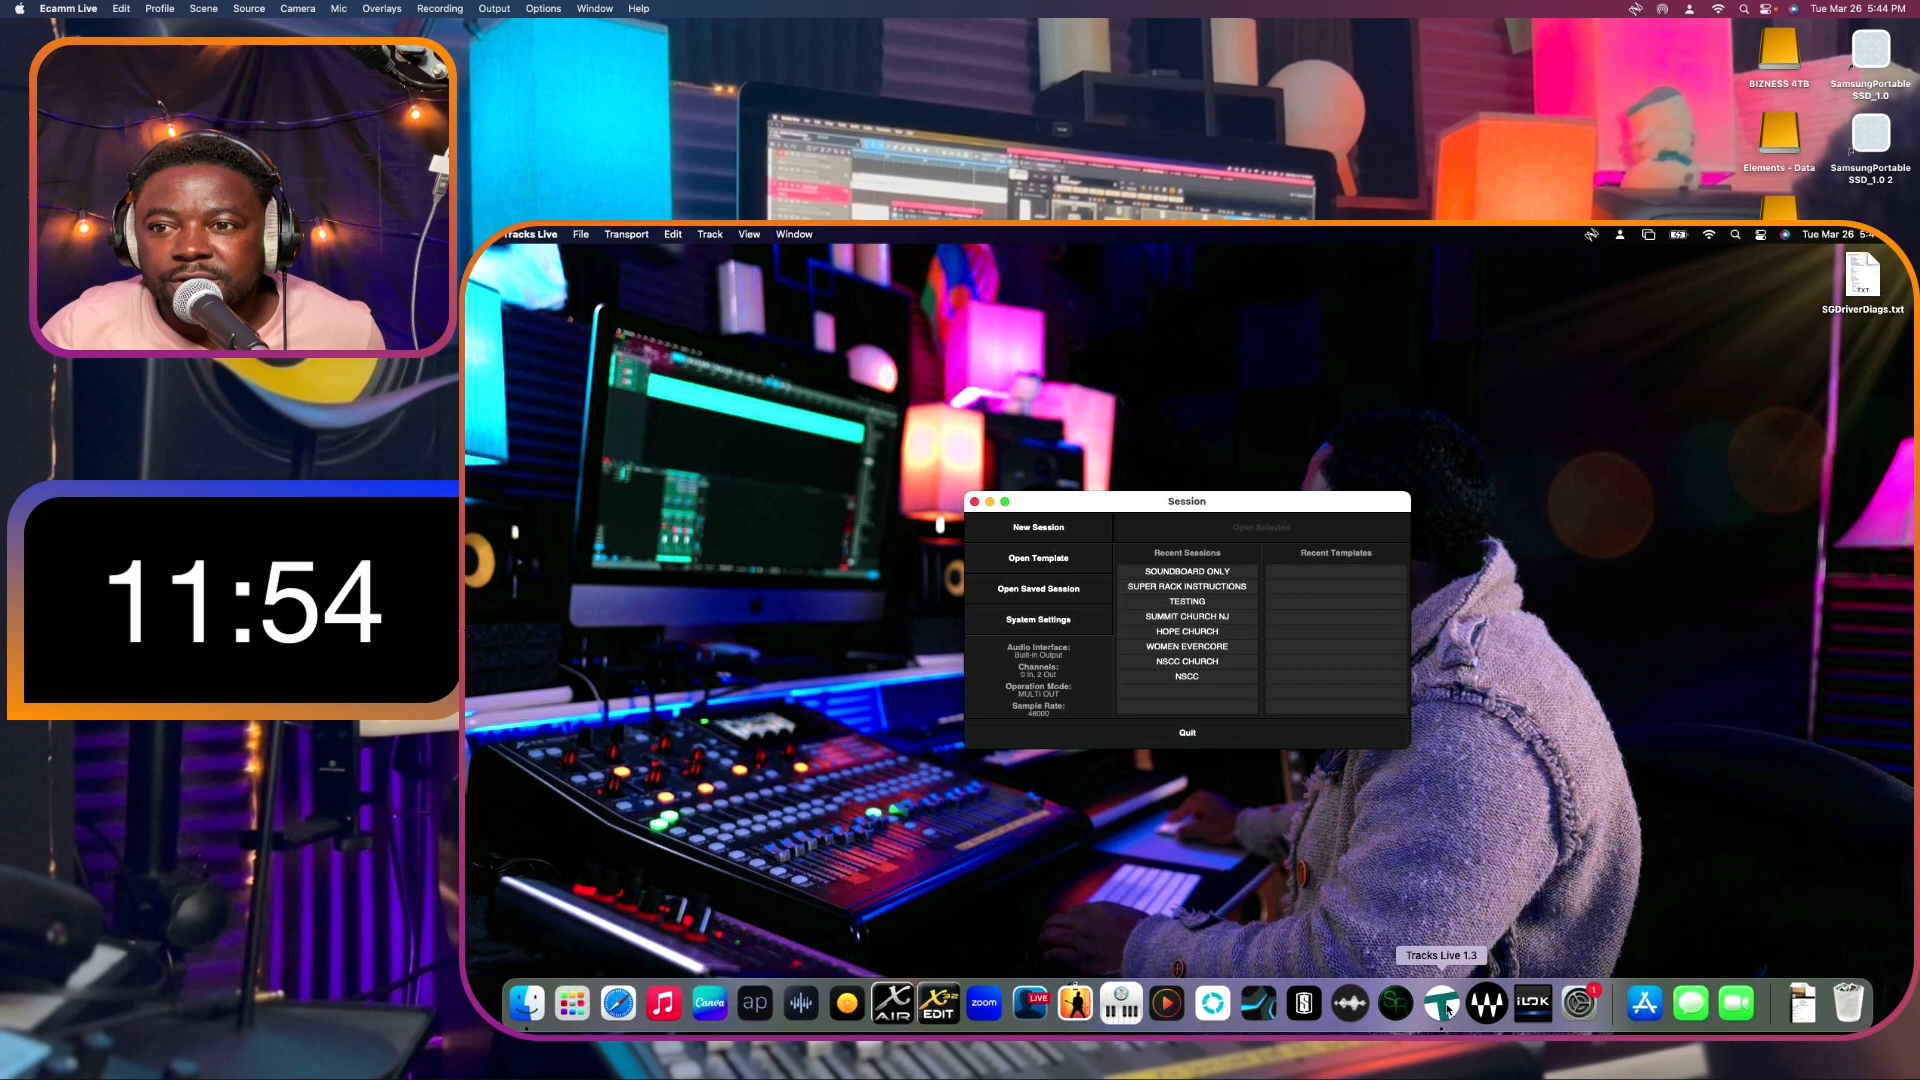 Ecamm Live Edit Profile Scene Source Camera Mic Overlays Recording Output Options Window Help Tue Mar 26 5:44 PM
BIZNESS 4TB
SamsungPortable
SSD_1.0
Elements - Data
SamsungPortable
SSD_1.0 2
Tracks Live File Transport Edit Track View Window Tue Mar 26 5:4
TXT
SGDriverDiags.txt
Session
New Session
Open Selected
Open Template
Recent Sessions
Recent Templates
Open Saved Session
SOUNDBOARD ONLY
SUPER RACK INSTRUCTIONS
TESTING
System Settings
SUMMIT CHURCH NJ
HOPE CHURCH
WOMEN EVERCORE
NSCC CHURCH
NSCC
Audio Interface:
Built-in Output
Channels:
0 In, 2 Out
Operation Mode:
MULTI OUT
Sample Rate:
48000
Quit
11:54
Tracks Live 1.3
Canva
ap
X AIR
X32 EDIT
zoom
LIVE
iLOK
1